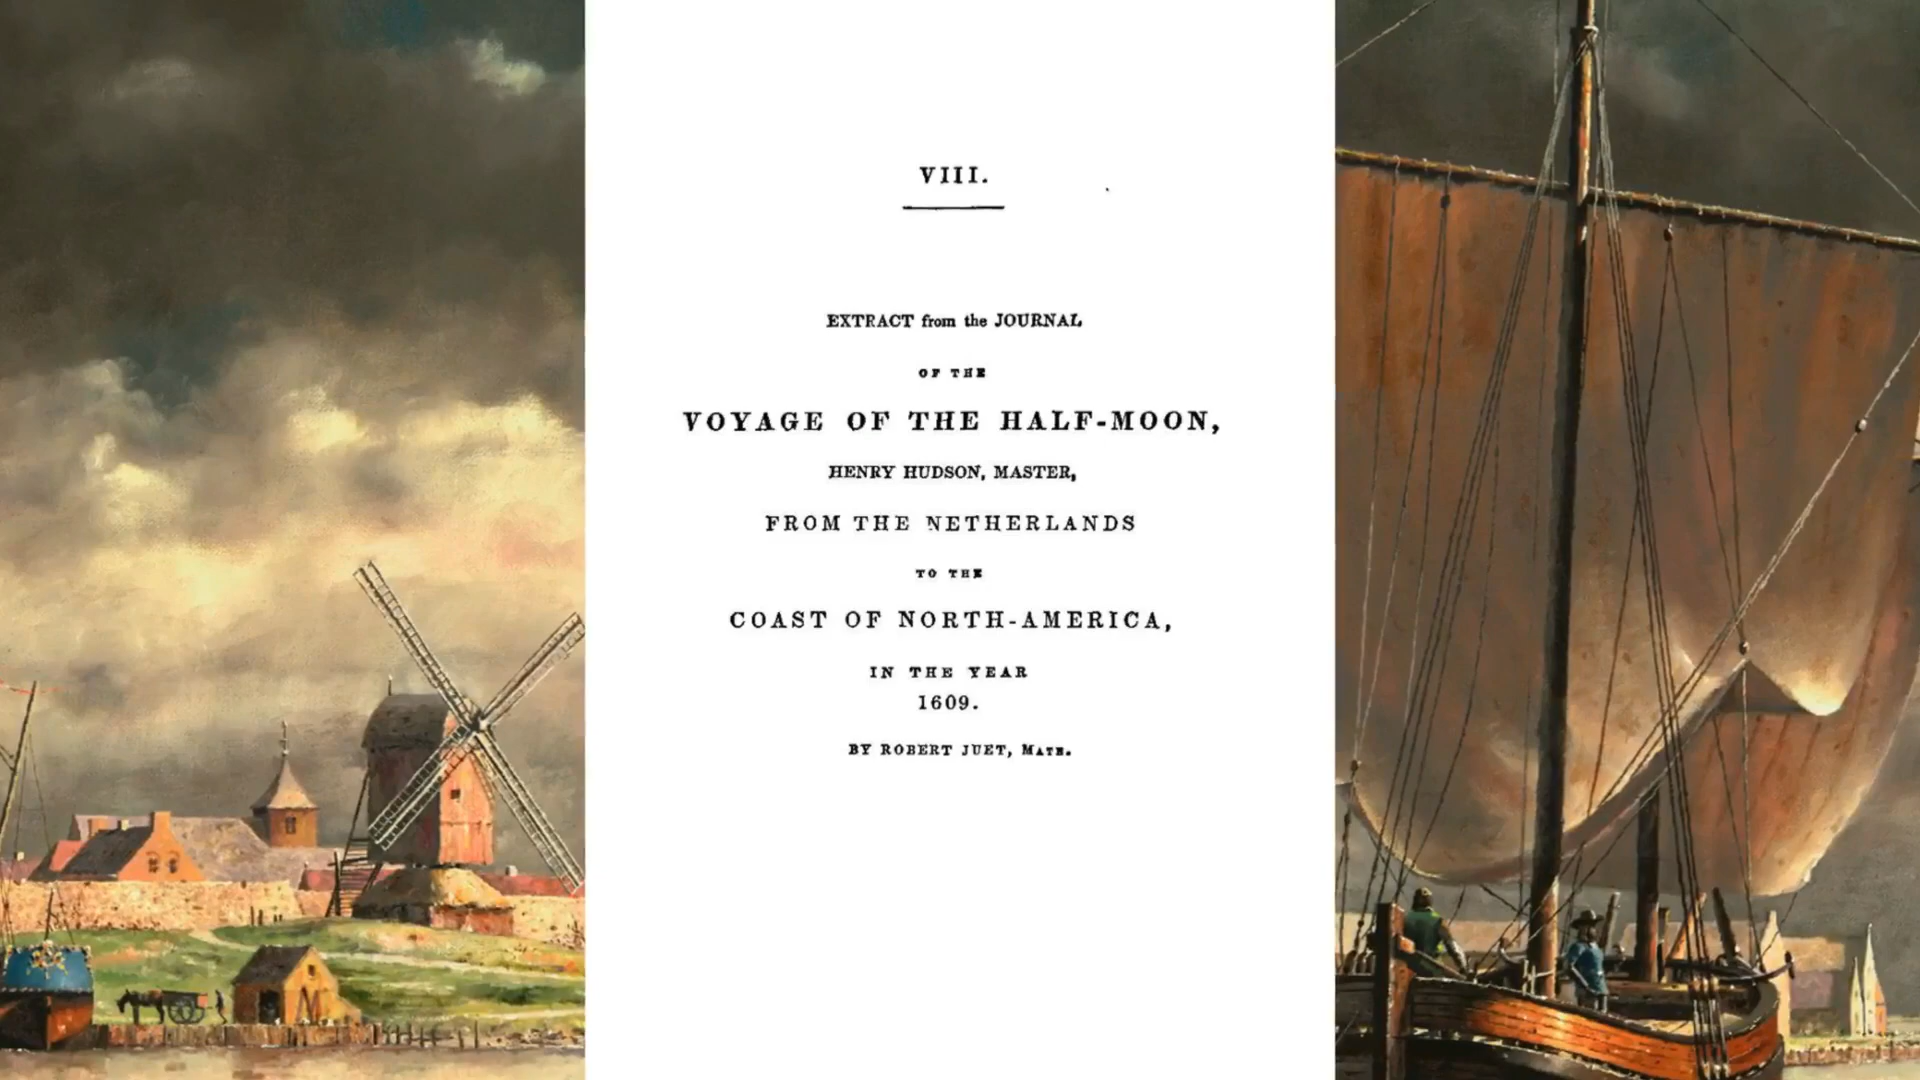 VIII.
EXTRACT from the JOURNAL
OF THE
VOYAGE OF THE HALF-MOON,
HENRY HUDSON, MASTER,
FROM THE NETHERLANDS
TO THE
COAST OF NORTH-AMERICA,
IN THE YEAR
1609.
BY ROBERT JUET, MATE.